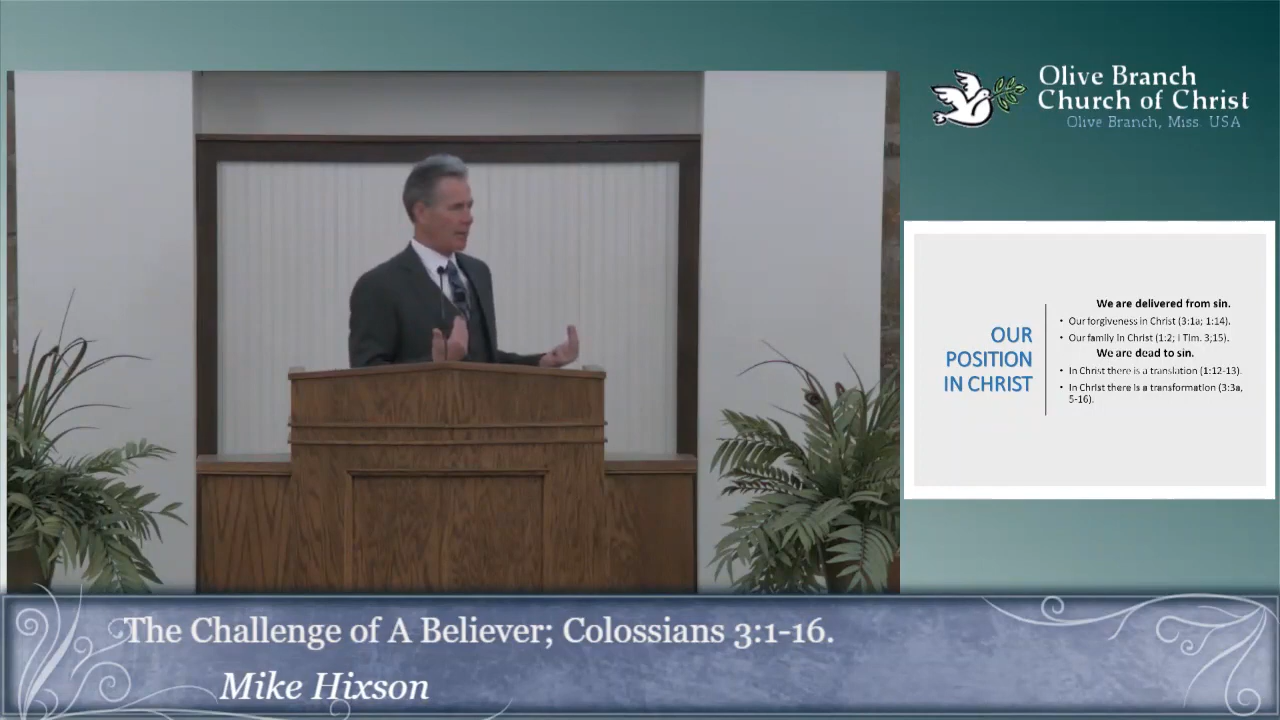 Olive Branch
Church of Christ
Olive Branch, Miss. USA
OUR
POSITION
IN CHRIST
We are delivered from sin.
• Our forgiveness in Christ (3:1a; 1:14).
• Our family in Christ (1:2; I Tim. 3;15).
We are dead to sin.
• In Christ there is a translation (1:12-13).
• In Christ there is a transformation (3:3a,
5-16).
The Challenge of A Believer; Colossians 3:1-16.
Mike Hixson